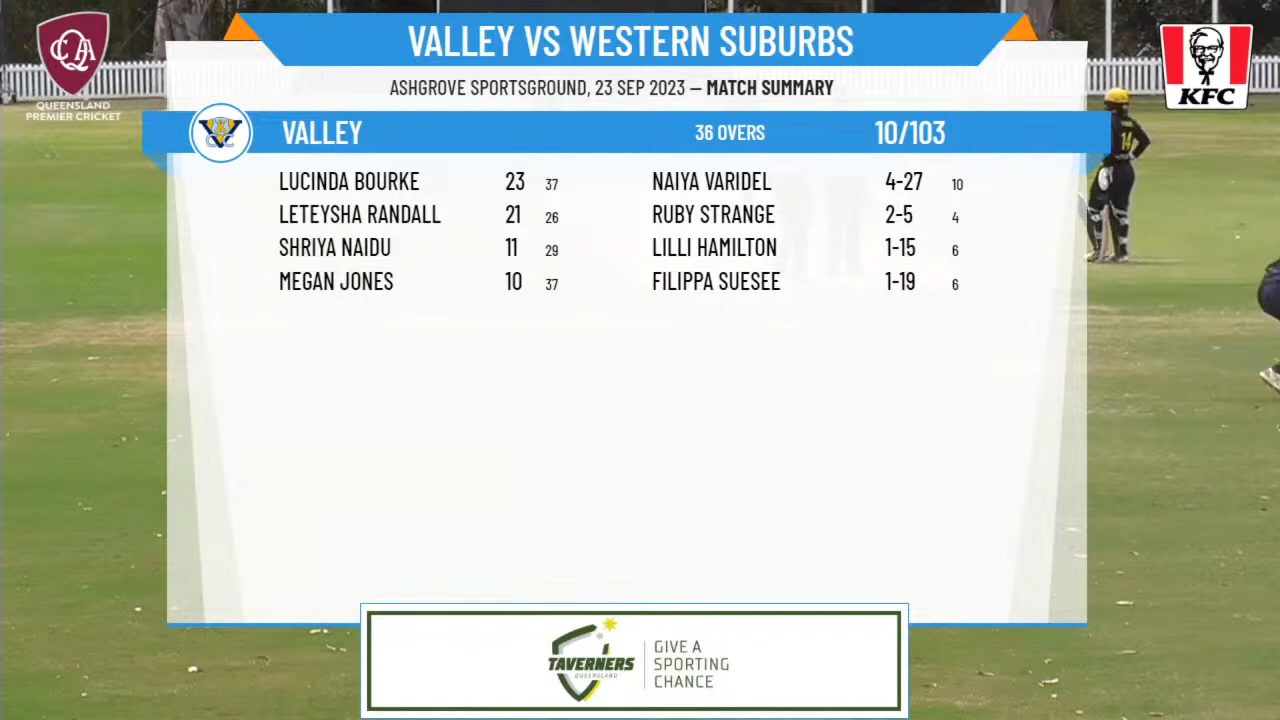 VALLEY VS WESTERN SUBURBS
ASHGROVE SPORTSGROUND, 23 SEP 2023 – MATCH SUMMARY
CQA
QUEENSLAND
PREMIER CRICKET
KFC
VALLEY 36 OVERS 10/103
LUCINDA BOURKE 23 37 NAIYA VARIDEL 4-27 10
LETEYSHA RANDALL 21 26 RUBY STRANGE 2-5 4
SHRIYA NAIDU 11 29 LILLI HAMILTON 1-15 6
MEGAN JONES 10 37 FILIPPA SUESEE 1-19 6
14
TAVERNERS
QUEENSLAND
GIVE A
SPORTING
CHANCE